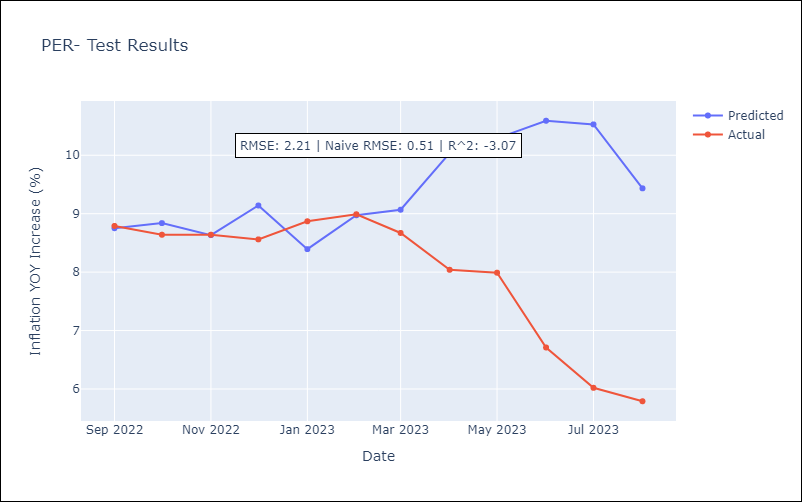 PER- Test Results
Predicted
Actual
RMSE: 2.21 | Naive RMSE: 0.51 | R^2: -3.07
Inflation YOY Increase (%)
10
9
8
7
6
Sep 2022
Nov 2022
Jan 2023
Mar 2023
May 2023
Jul 2023
Date